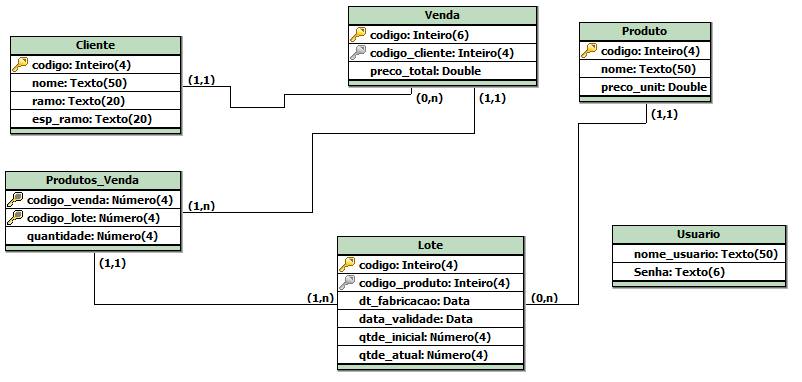 Cliente
codigo: Inteiro(4)
nome: Texto(50)
ramo: Texto(20)
esp_ramo: Texto(20)
(1,1)
Venda
codigo: Inteiro(6)
codigo_cliente: Inteiro(4)
preco_total: Double
(0,n)
(1,1)
Produto
codigo: Inteiro(4)
nome: Texto(50)
preco_unit: Double
(1,1)
Produtos_Venda
codigo_venda: Número(4)
codigo_lote: Número(4)
quantidade: Número(4)
(1,n)
(1,1)
Lote
codigo: Inteiro(4)
codigo_produto: Inteiro(4)
dt_fabricacao: Data
data_validade: Data
qtde_inicial: Número(4)
qtde_atual: Número(4)
(1,n)
(0,n)
Usuario
nome_usuario: Texto(50)
Senha: Texto(6)